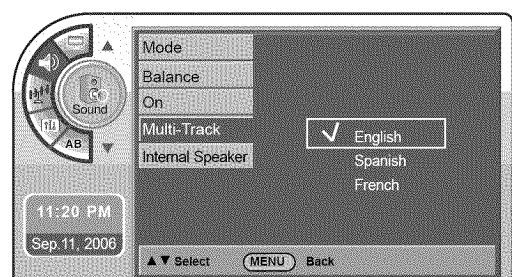 Sound
AB
11:20 PM
Sep.11, 2006
Mode
Balance
On
Multi-Track
Internal Speaker
English
Spanish
French
▲▼ Select MENU Back